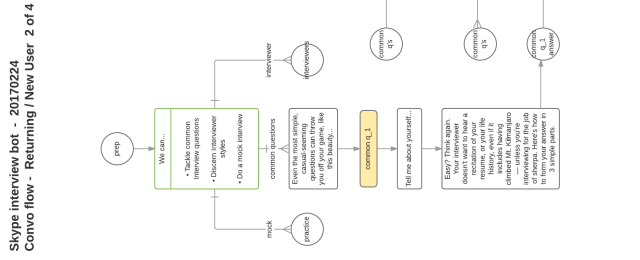 Skype interview bot - 20170224
Convo flow - Returning / New User 2 of 4
prep
We can...
• Tackle common
interview questions
• Discern Interviewer
styles
• Do a mock interview
mock
practice
common questions
interviewer
interviewers
Even the most simple,
casual-seeming
questions can throw
you off your game, like
this beauty...
common q_1
Tell me about yourself...
Easy? Think again.
Your interviewer
doesn't want to hear a
recitation of your
resume, or your life
history, even if it
includes having
climbed Mt. Kilmanjaro
— unless you're
interviewing for the job
of sherpa. Here's how
to form your answer in
3 simple parts.
common
q's
common
q's
common
q_1
answer